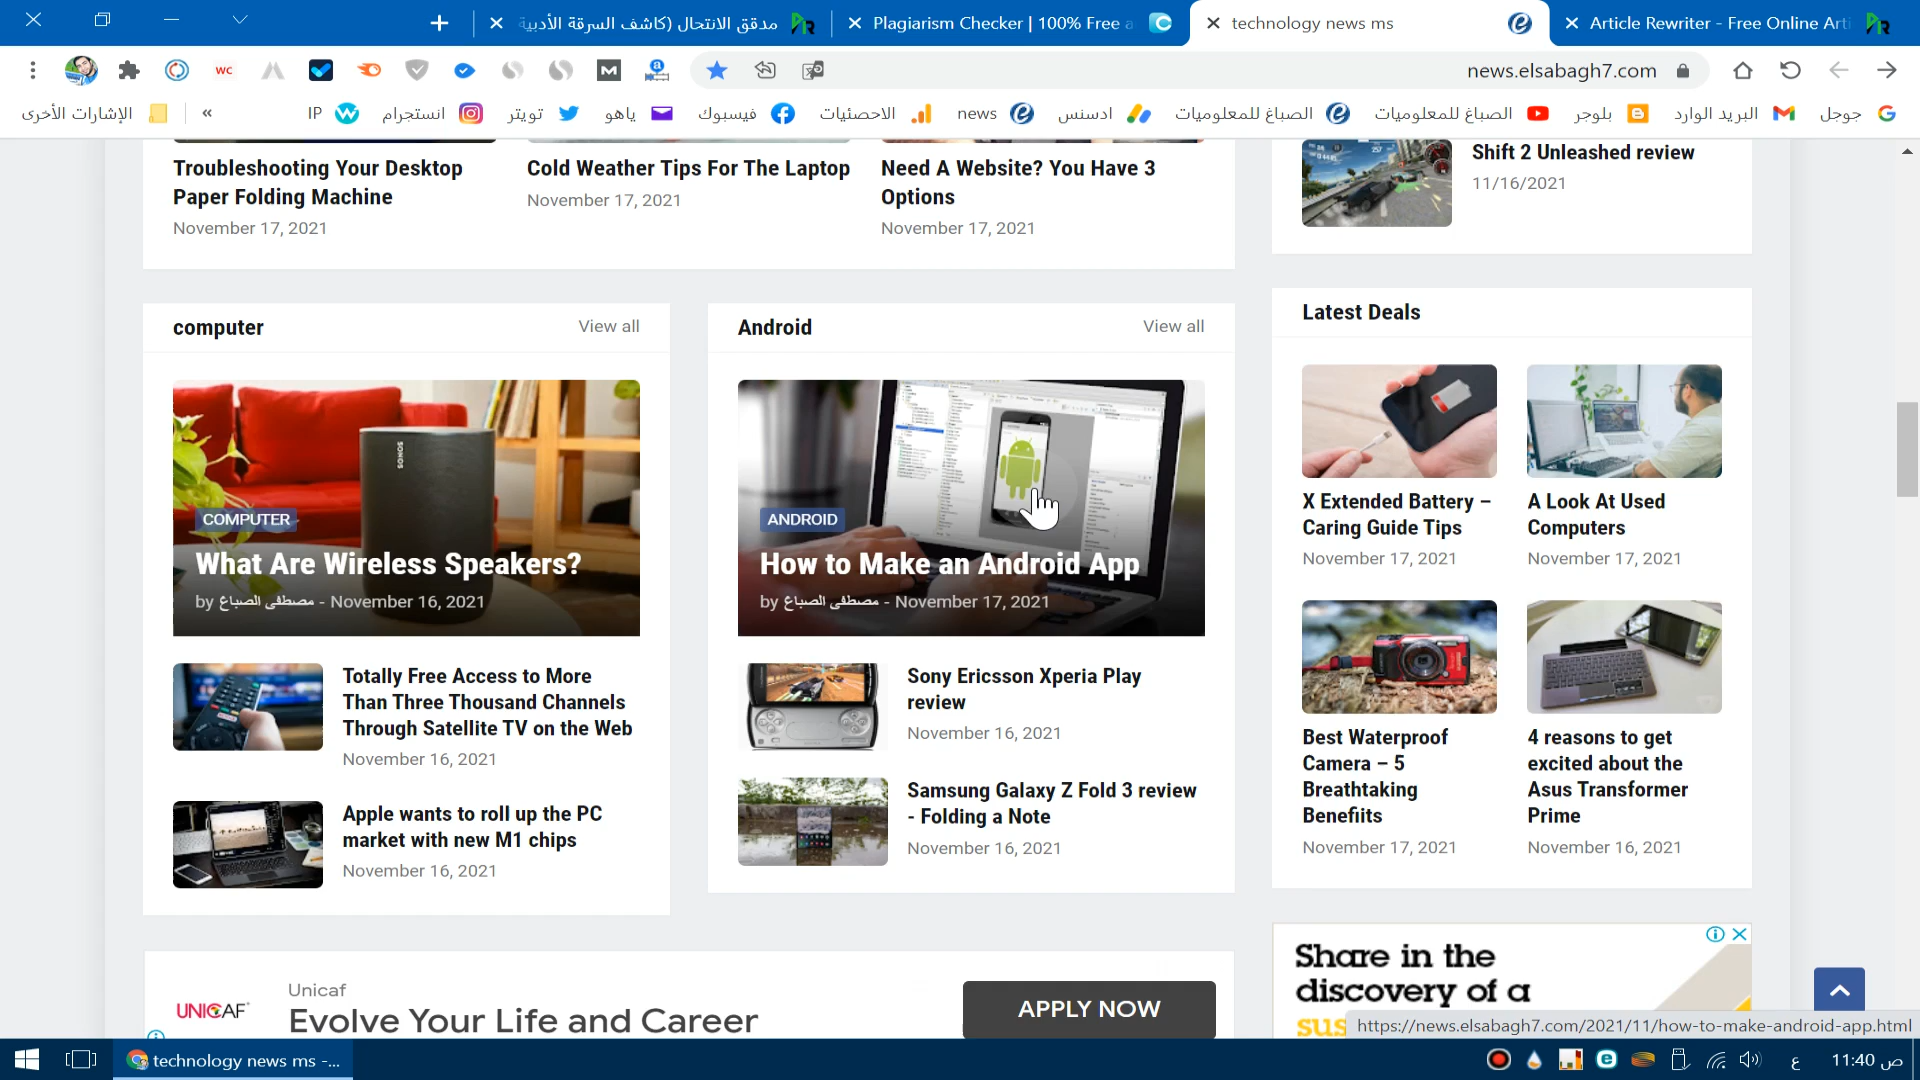 مدقق الانتحال (كاشف السرقة الأدبية
Plagiarism Checker | 100% Free a
technology news ms
Article Rewriter - Free Online Arti
news.elsabagh7.com
الإشارات الأخرى
«
IP
انستجرام
تويتر
ياهو
فيسبوك
الاحصئيات
news
ادسنس
الصباغ للمعلوميات
الصباغ للمعلوميات
بلوجر
البريد الوارد
جوجل
Troubleshooting Your Desktop
Paper Folding Machine
November 17, 2021
Cold Weather Tips For The Laptop
November 17, 2021
Need A Website? You Have 3
Options
November 17, 2021
Shift 2 Unleashed review
11/16/2021
computer
View all
SONOS
COMPUTER
What Are Wireless Speakers?
by مصطفى الصباغ - November 16, 2021
Totally Free Access to More
Than Three Thousand Channels
Through Satellite TV on the Web
November 16, 2021
Apple wants to roll up the PC
market with new M1 chips
November 16, 2021
Android
View all
ANDROID
How to Make an Android App
by مصطفى الصباغ - November 17, 2021
Sony Ericsson Xperia Play
review
November 16, 2021
Samsung Galaxy Z Fold 3 review
- Folding a Note
November 16, 2021
Latest Deals
X Extended Battery –
Caring Guide Tips
November 17, 2021
A Look At Used
Computers
November 17, 2021
Best Waterproof
Camera – 5
Breathtaking
Benefiits
November 17, 2021
4 reasons to get
excited about the
Asus Transformer
Prime
November 16, 2021
UNICAF
Unicaf
Evolve Your Life and Career
APPLY NOW
Share in the
discovery of a
sus
https://news.elsabagh7.com/2021/11/how-to-make-android-app.html
technology news ms -...
ع
11:40 ص